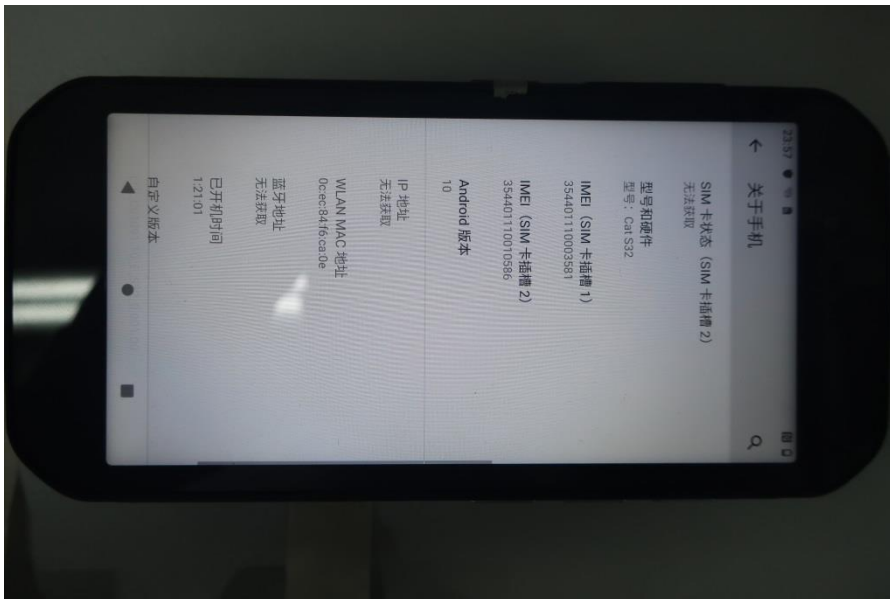 23:57
关于手机
SIM 卡状态（SIM 卡插槽 2）
无法获取
型号和硬件
型号：Cat S32
IMEI（SIM 卡插槽 1）
354401110003581
IMEI（SIM 卡插槽 2）
354401110010586
Android 版本
10
IP 地址
无法获取
WLAN MAC 地址
0c:ec:84:f6:ca:0e
蓝牙地址
无法获取
已开机时间
1:21:01
自定义版本